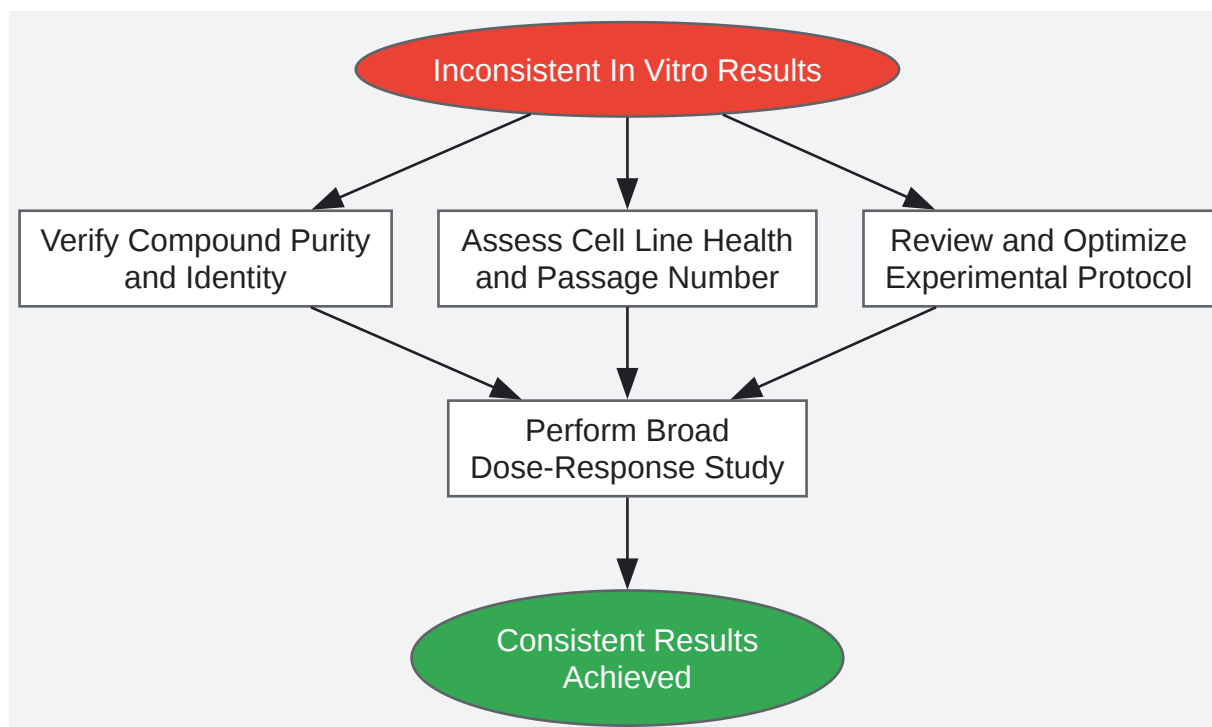 Inconsistent In Vitro Results
Verify Compound Purity
and Identity
Assess Cell Line Health
and Passage Number
Review and Optimize
Experimental Protocol
Perform Broad
Dose-Response Study
Consistent Results
Achieved